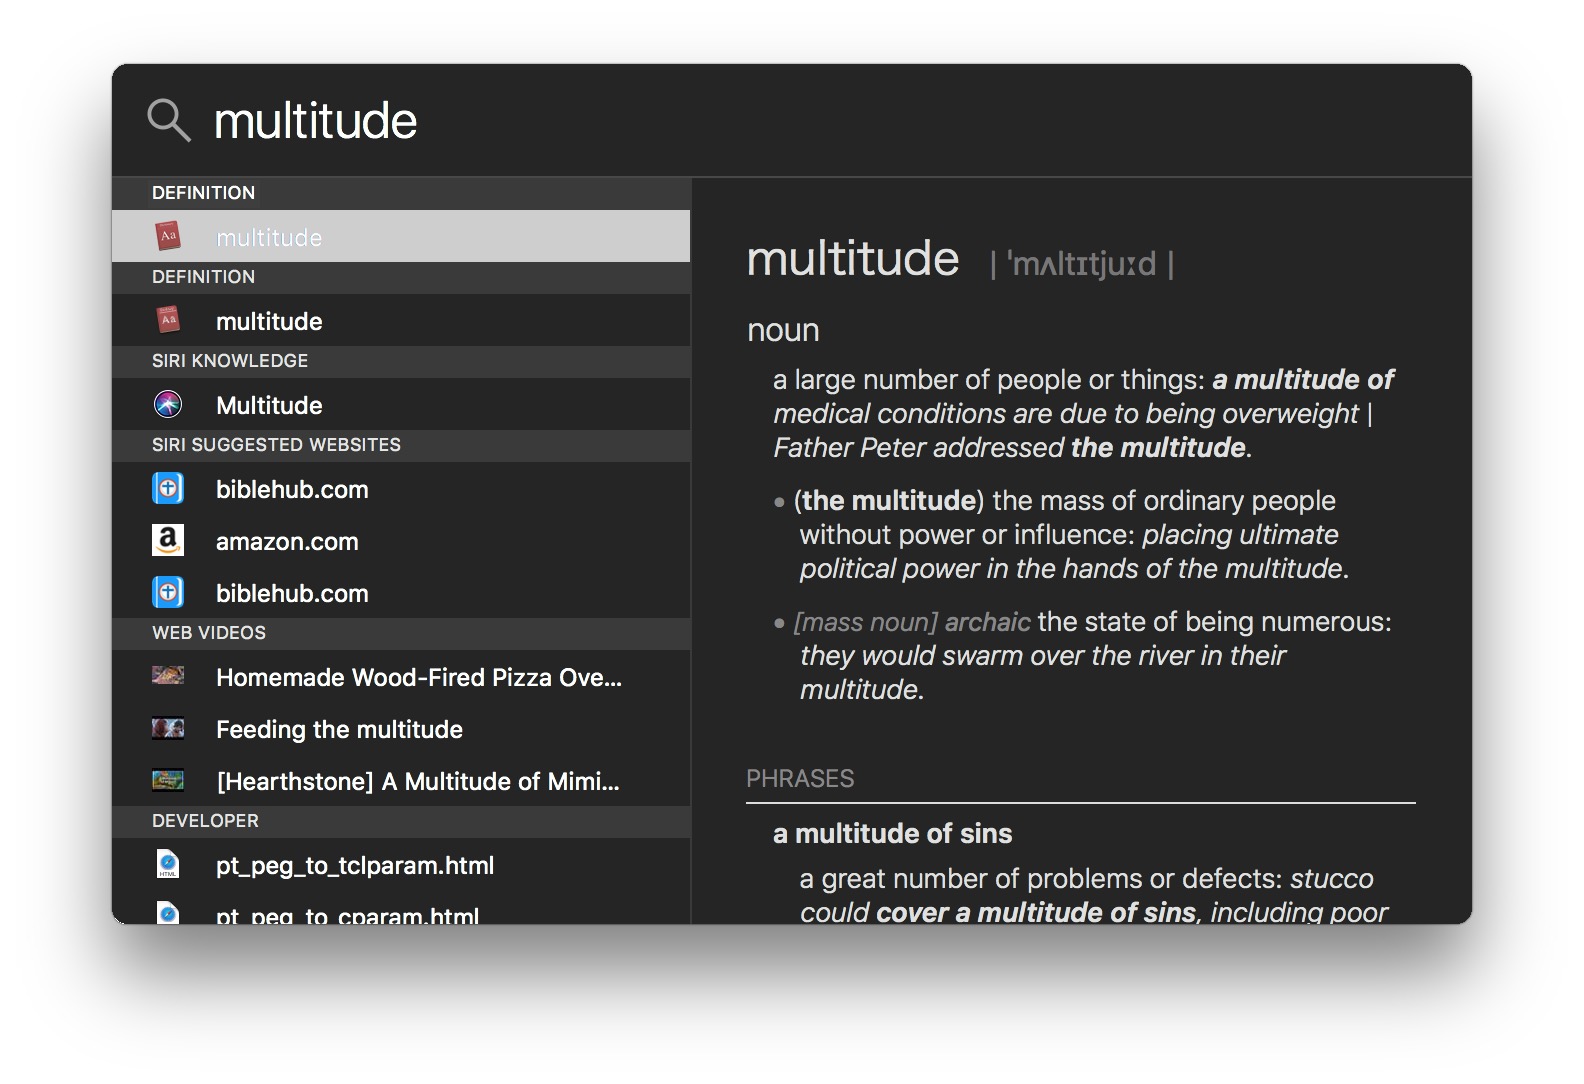 multitude
DEFINITION
multitude
DEFINITION
multitude
SIRI KNOWLEDGE
Multitude
SIRI SUGGESTED WEBSITES
biblehub.com
amazon.com
biblehub.com
WEB VIDEOS
Homemade Wood-Fired Pizza Ove...
Feeding the multitude
[Hearthstone] A Multitude of Mimi...
DEVELOPER
pt_peg_to_tclparam.html
pt_peg_to_cparam.html
multitude | ˈmʌltɪtjuːd |
noun
a large number of people or things: a multitude of
medical conditions are due to being overweight |
Father Peter addressed the multitude.
• (the multitude) the mass of ordinary people
without power or influence: placing ultimate
political power in the hands of the multitude.
• [mass noun] archaic the state of being numerous:
they would swarm over the river in their
multitude.
PHRASES
a multitude of sins
a great number of problems or defects: stucco
could cover a multitude of sins, including poor